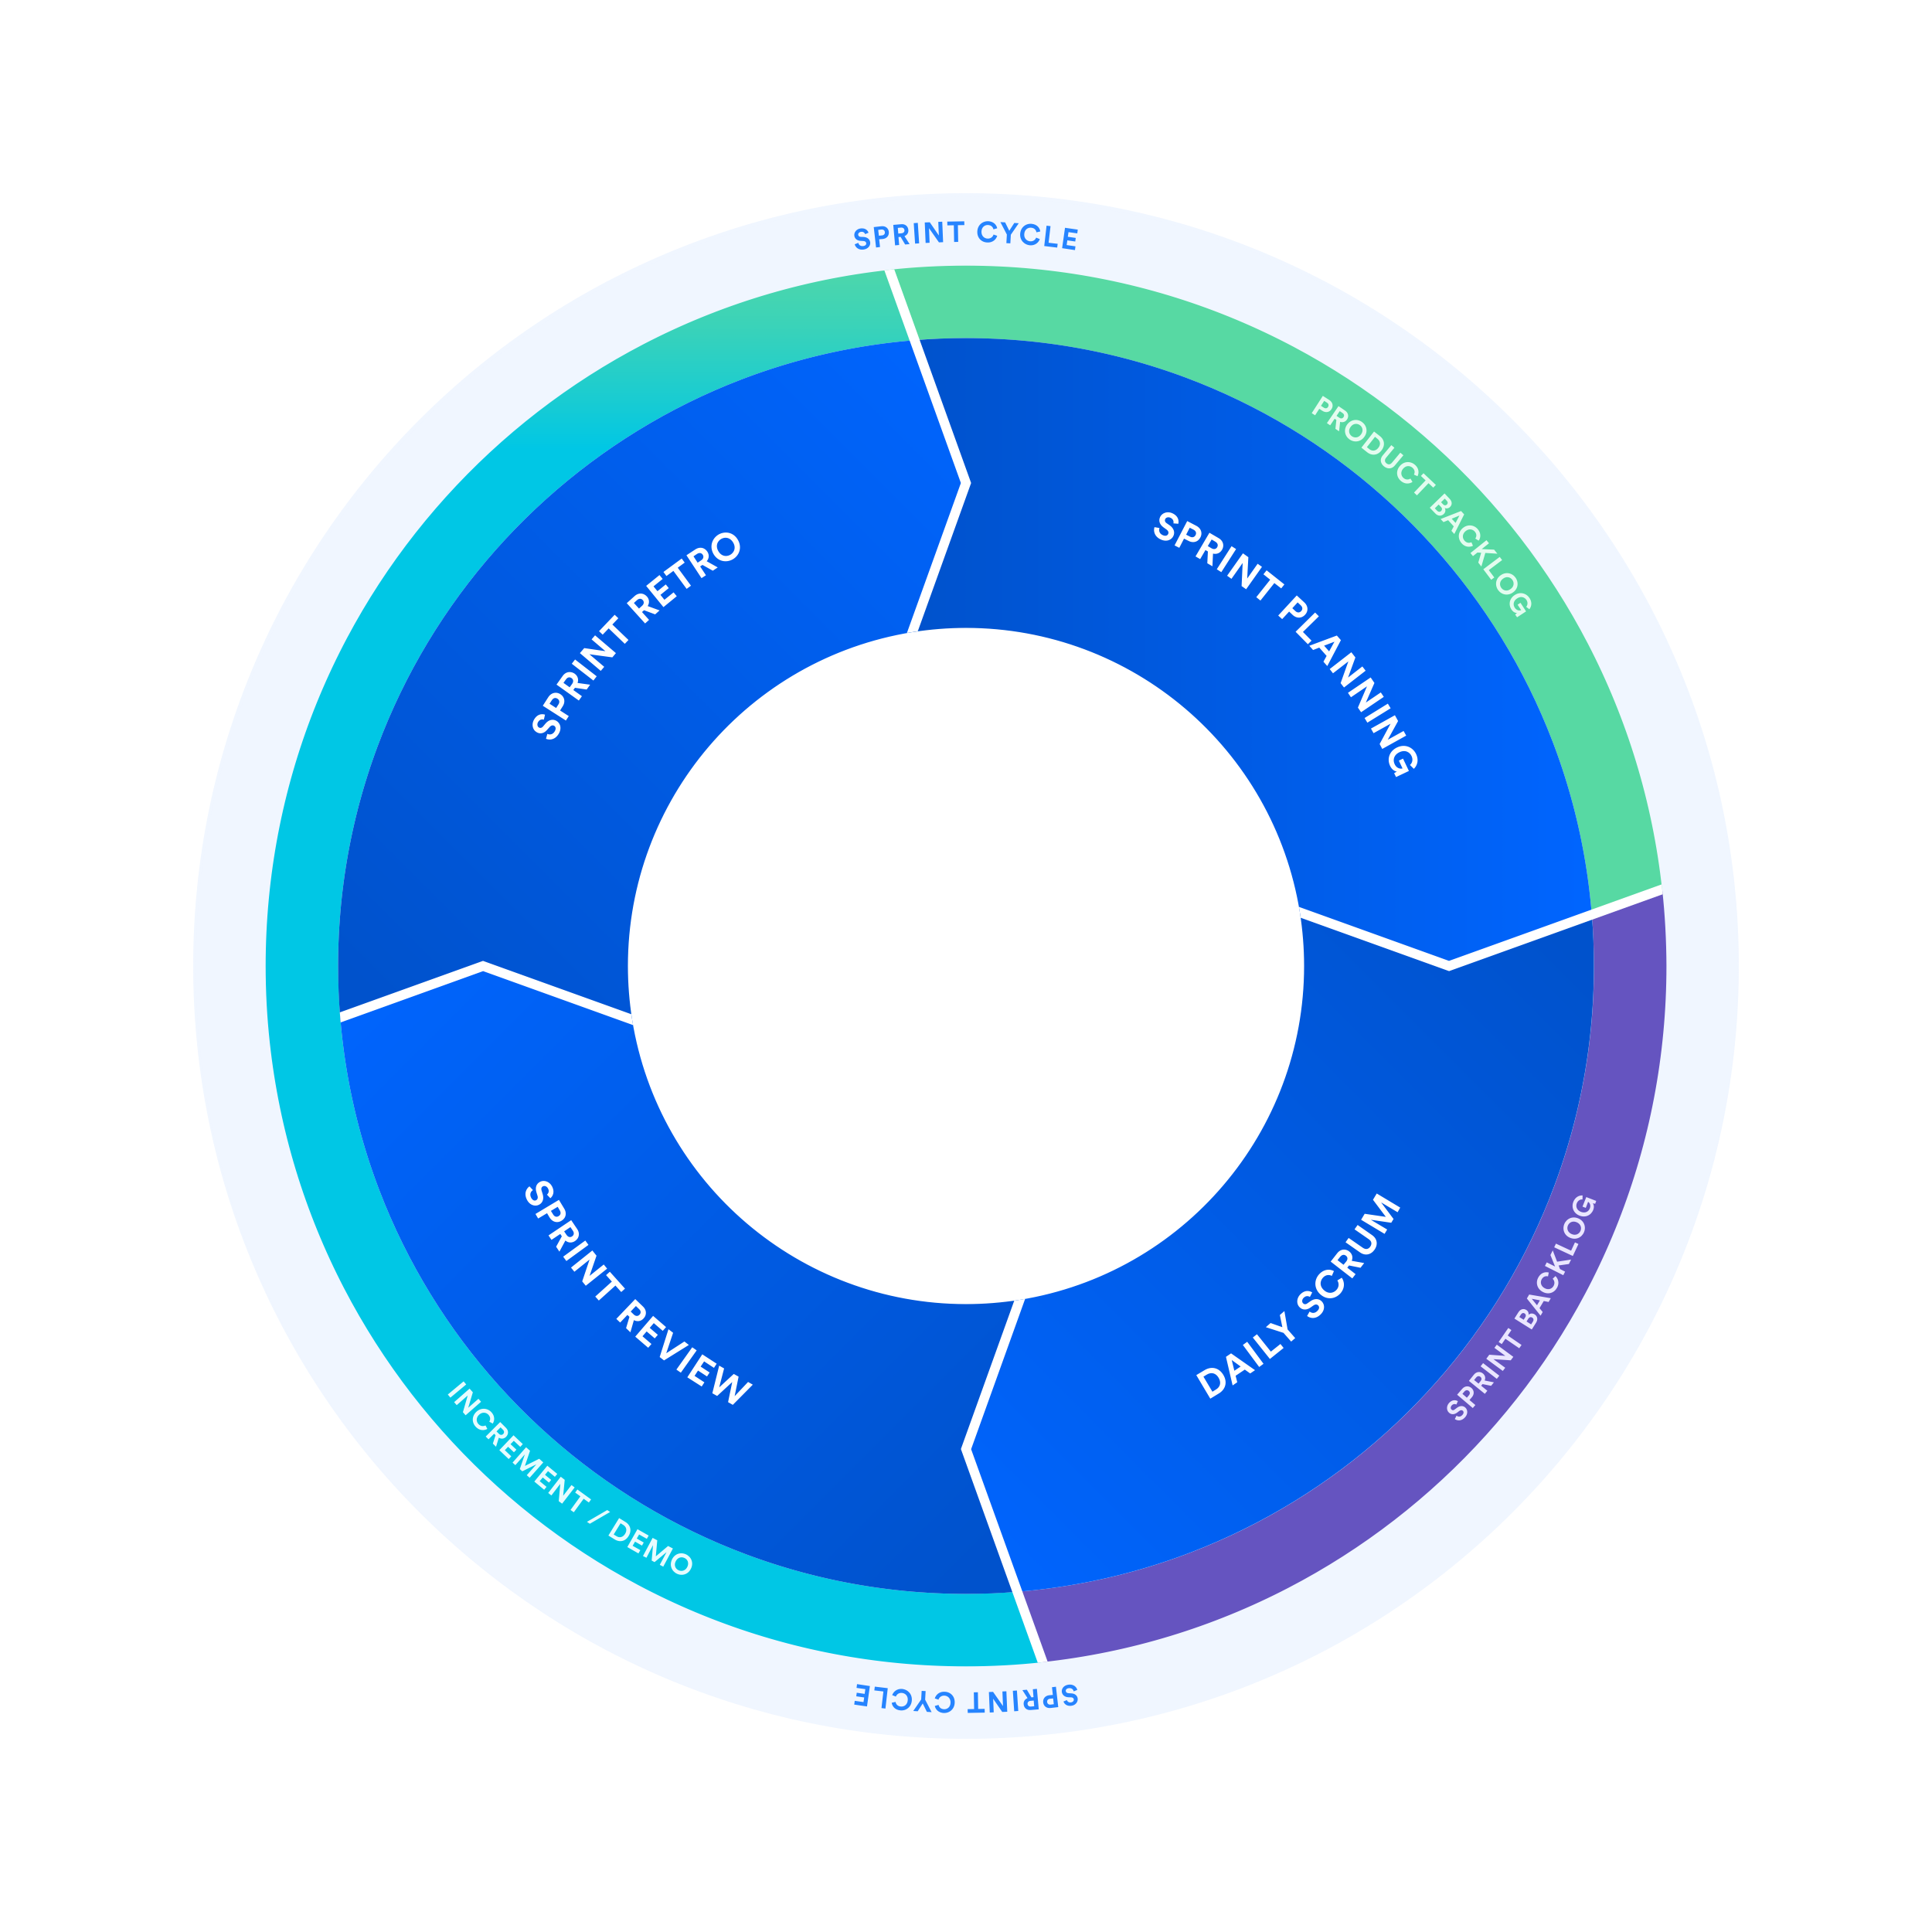 SPRINT CYCLE
PRODUCT BACKLOG
SPRINT RETRO
SPRINT PLANNING
SPRINT REVIEW
DAILY SCRUM
SPRINT BACKLOG
INCREMENT / DEMO
SPRINT CYCLE